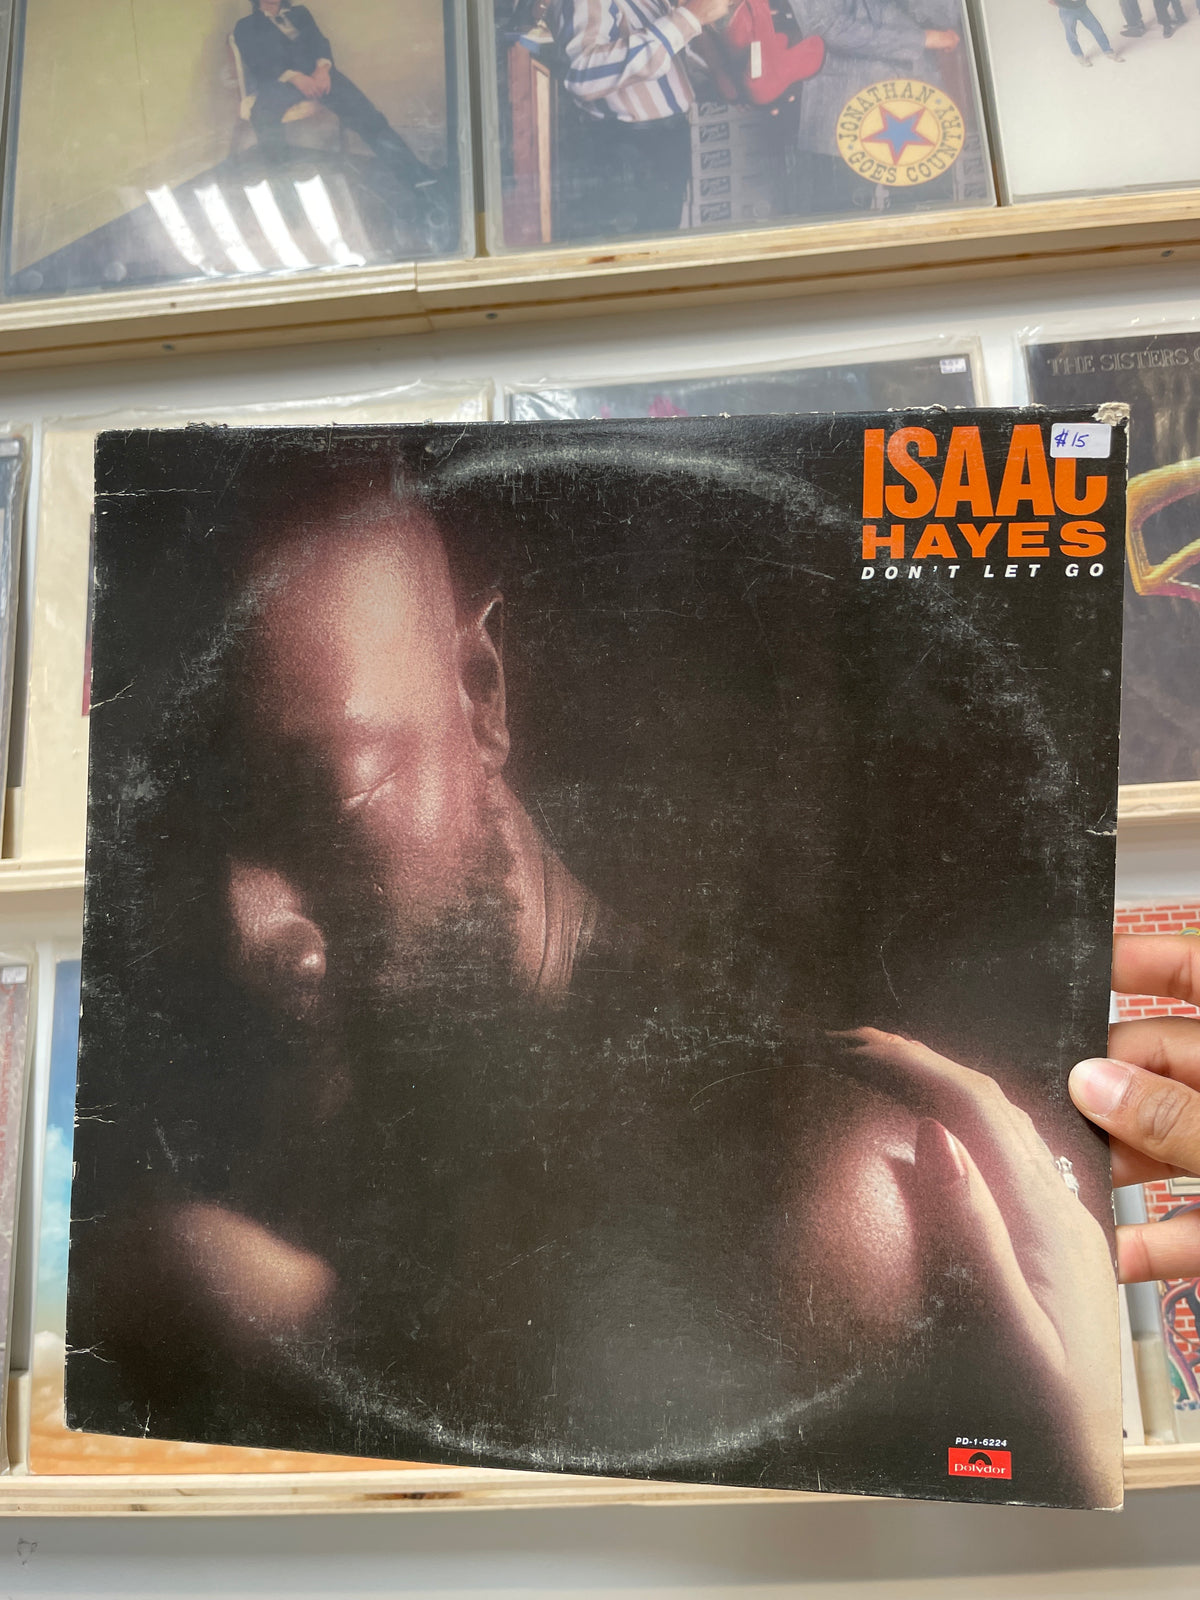 JONATHAN
GOES COUNTRY
THE SISTERS
$15
ISAAC
HAYES
DON'T LET GO
PD-1-6224
polydor